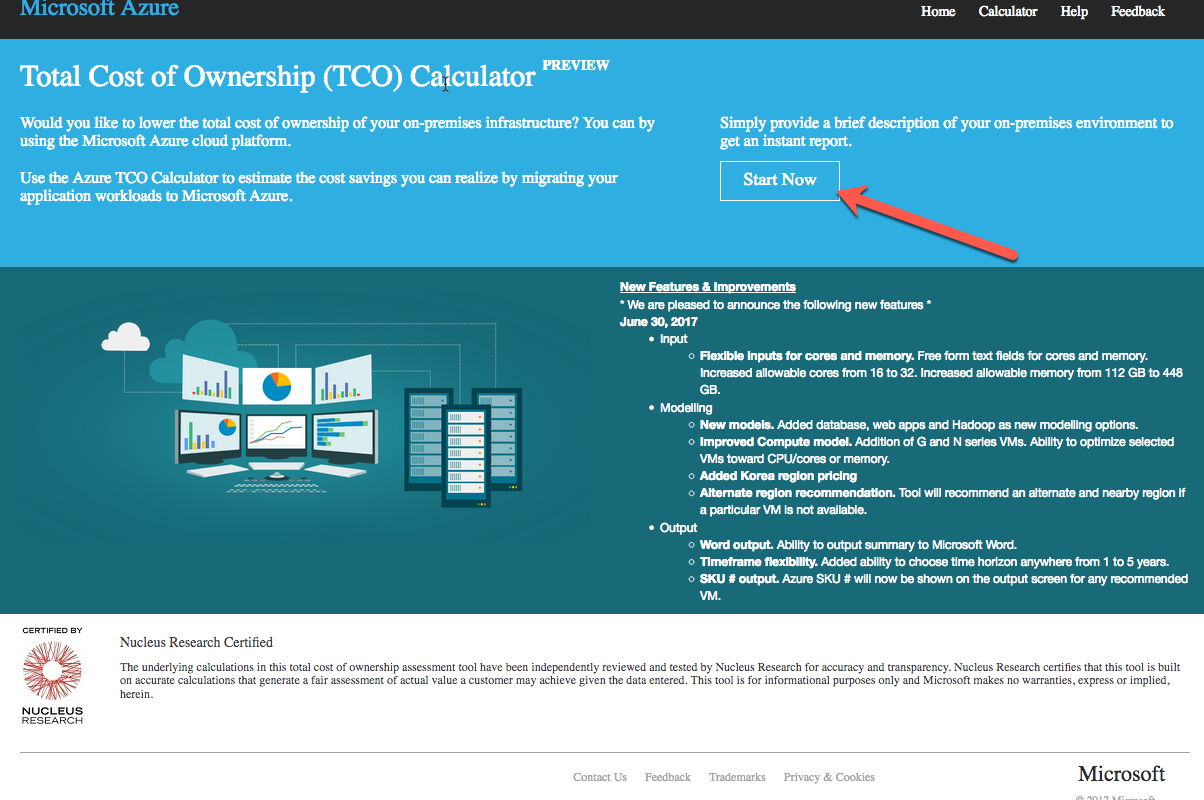 Microsoft Azure
Home Calculator Help Feedback
Total Cost of Ownership (TCO) Calculator PREVIEW
Would you like to lower the total cost of ownership of your on-premises infrastructure? You can by
using the Microsoft Azure cloud platform.
Use the Azure TCO Calculator to estimate the cost savings you can realize by migrating your
application workloads to Microsoft Azure.
Simply provide a brief description of your on-premises environment to
get an instant report.
Start Now
New Features & Improvements
* We are pleased to announce the following new features *
June 30, 2017
• Input
○ Flexible inputs for cores and memory. Free form text fields for cores and memory.
Increased allowable cores from 16 to 32. Increased allowable memory from 112 GB to 448
GB.
• Modelling
○ New models. Added database, web apps and Hadoop as new modelling options.
○ Improved Compute model. Addition of G and N series VMs. Ability to optimize selected
VMs toward CPU/cores or memory.
○ Added Korea region pricing
○ Alternate region recommendation. Tool will recommend an alternate and nearby region if
a particular VM is not available.
• Output
○ Word output. Ability to output summary to Microsoft Word.
○ Timeframe flexibility. Added ability to choose time horizon anywhere from 1 to 5 years.
○ SKU # output. Azure SKU # will now be shown on the output screen for any recommended
VM.
CERTIFIED BY
NUCLEUS
RESEARCH
Nucleus Research Certified
The underlying calculations in this total cost of ownership assessment tool have been independently reviewed and tested by Nucleus Research for accuracy and transparency. Nucleus Research certifies that this tool is built
on accurate calculations that generate a fair assessment of actual value a customer may achieve given the data entered. This tool is for informational purposes only and Microsoft makes no warranties, express or implied,
herein.
Contact Us Feedback Trademarks Privacy & Cookies
Microsoft
© 2017 Microsoft